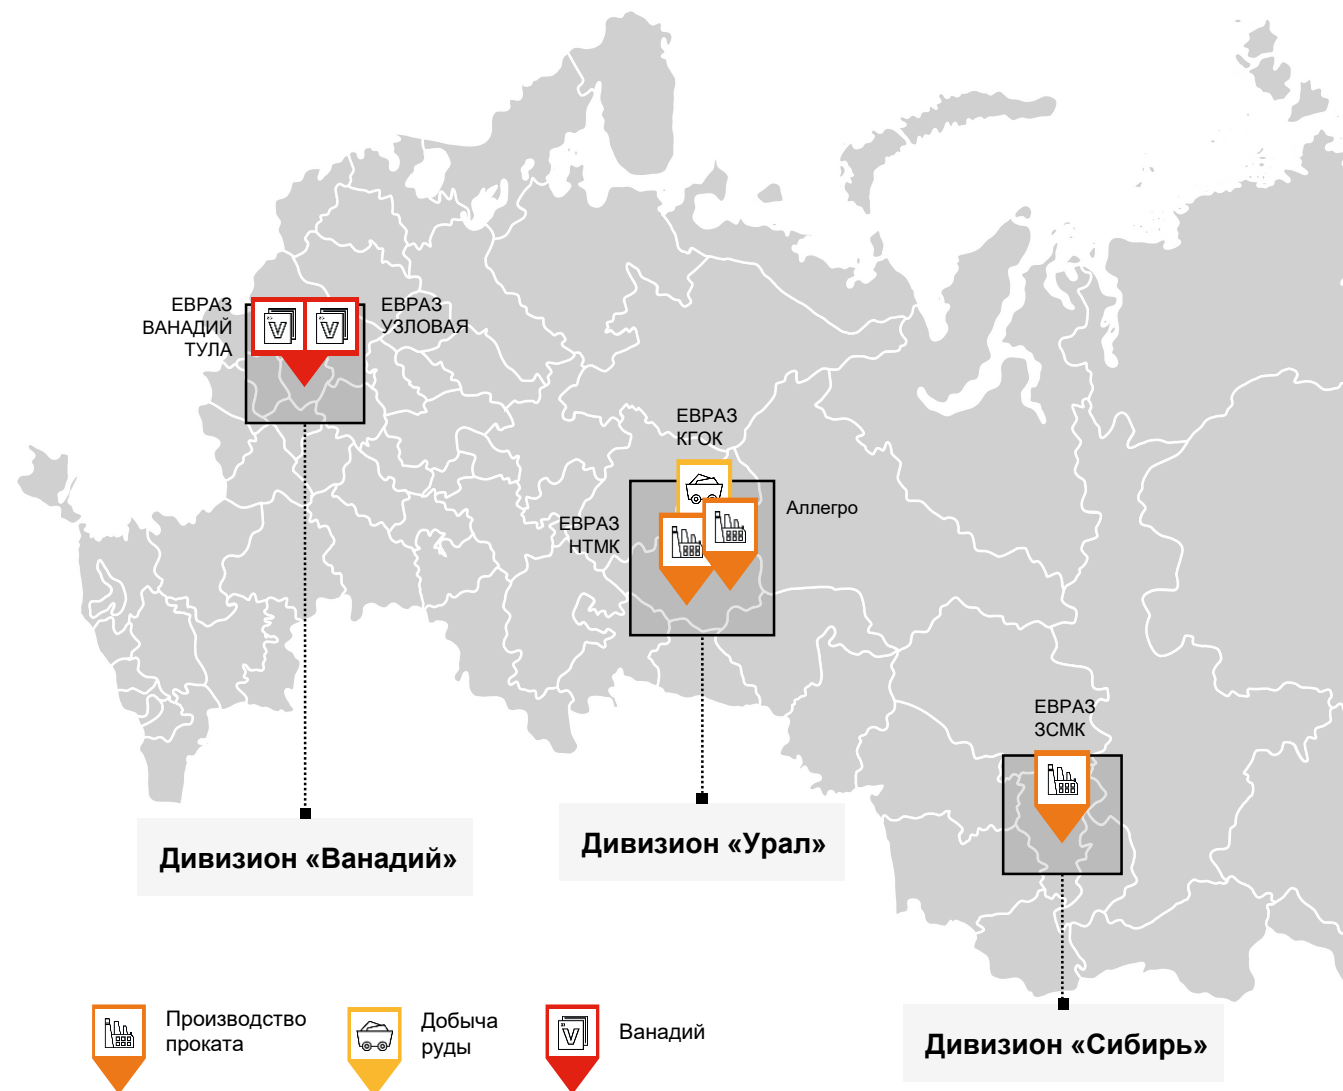 ЕВРАЗ
ВАНАДИЙ
ТУЛА
ЕВРАЗ
УЗЛОВАЯ
ЕВРАЗ
КГОК
ЕВРАЗ
НТМК
Аллегро
ЕВРАЗ
ЗСМК
Дивизион «Ванадий»
Дивизион «Урал»
Дивизион «Сибирь»
Производство
проката
Добыча
руды
V
Ванадий